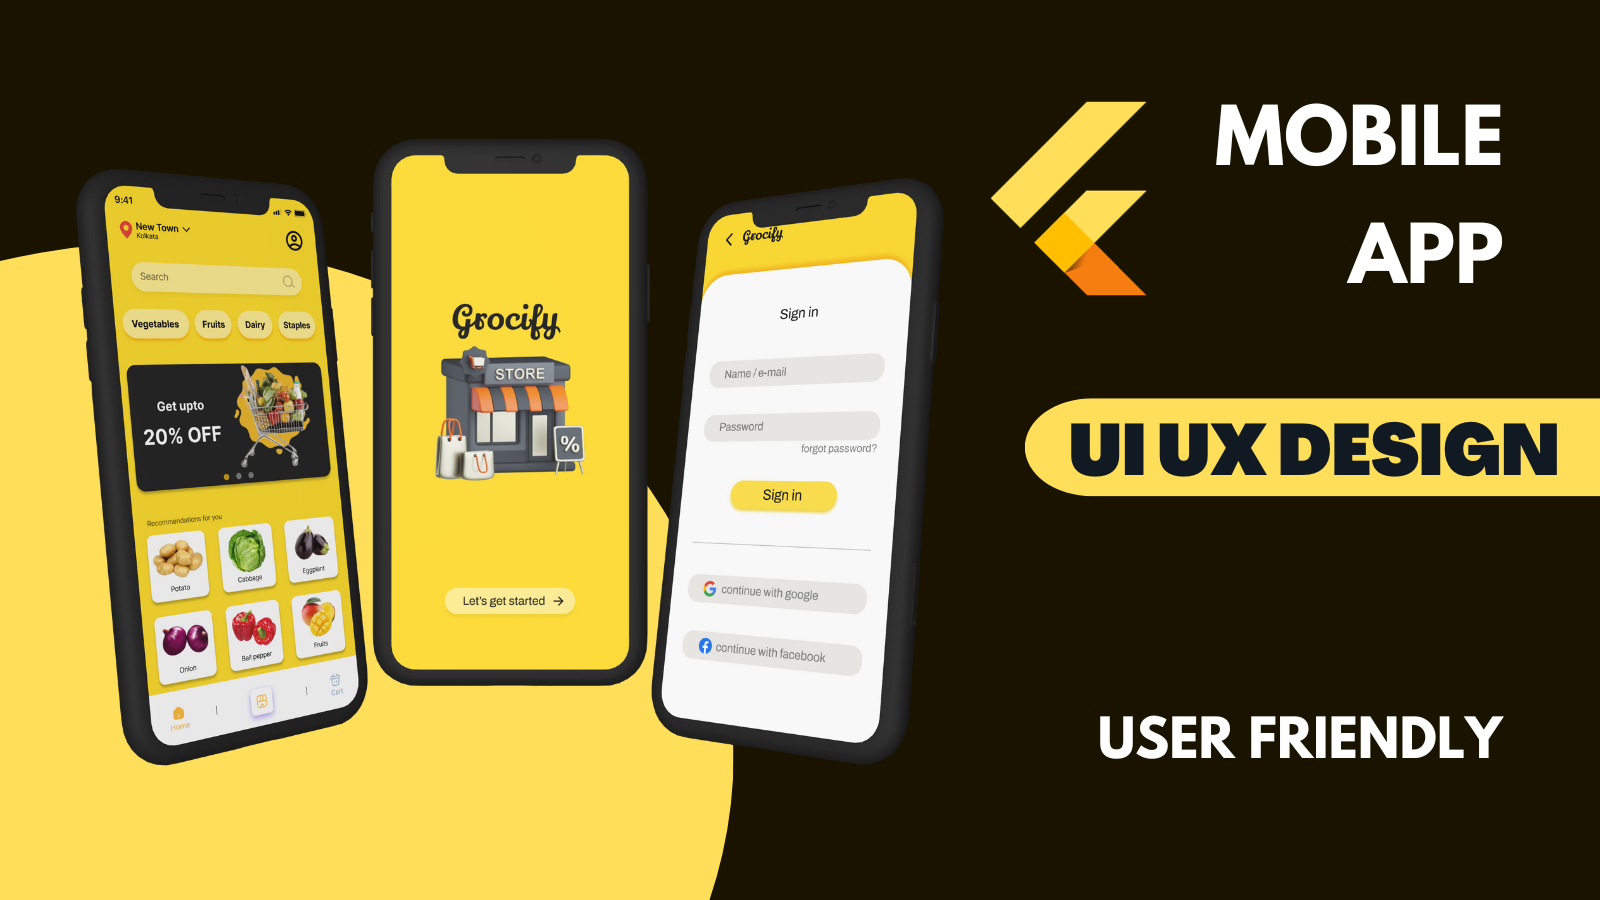 9:41
New Town
Kolkata
Search
Vegetables
Fruits
Dairy
Staples
Get upto
20% OFF
Recommendations for you
Potato
Cabbage
Eggplant
Onion
Bell pepper
Fruits
Home
Cart
Grocify
STORE
%
Let's get started
Grocify
Sign in
Name / e-mail
Password
forgot password?
Sign in
continue with google
continue with facebook
MOBILE
APP
UI UX DESIGN
USER FRIENDLY